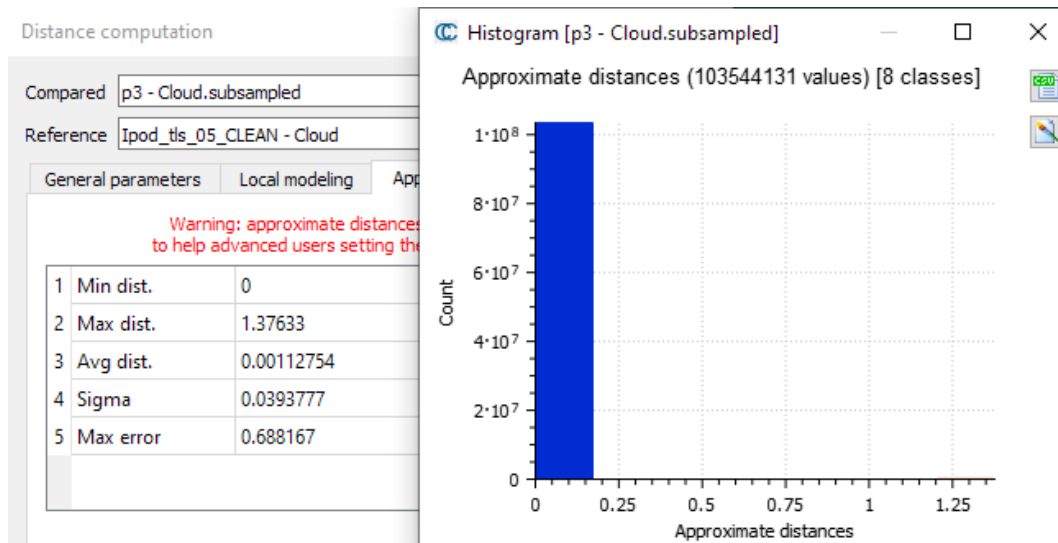 Distance computation
Compared p3 - Cloud.subsampled
Reference Ipod_tls_05_CLEAN - Cloud
General parameters Local modeling App
Warning: approximate distances
to help advanced users setting the
1 Min dist. 0
2 Max dist. 1.37633
3 Avg dist. 0.00112754
4 Sigma 0.0393777
5 Max error 0.688167
CC Histogram [p3 - Cloud.subsampled]
Approximate distances (103544131 values) [8 classes]
CSV
Count
1·10⁸
8·10⁷
6·10⁷
4·10⁷
2·10⁷
0
0 0.25 0.5 0.75 1 1.25
Approximate distances